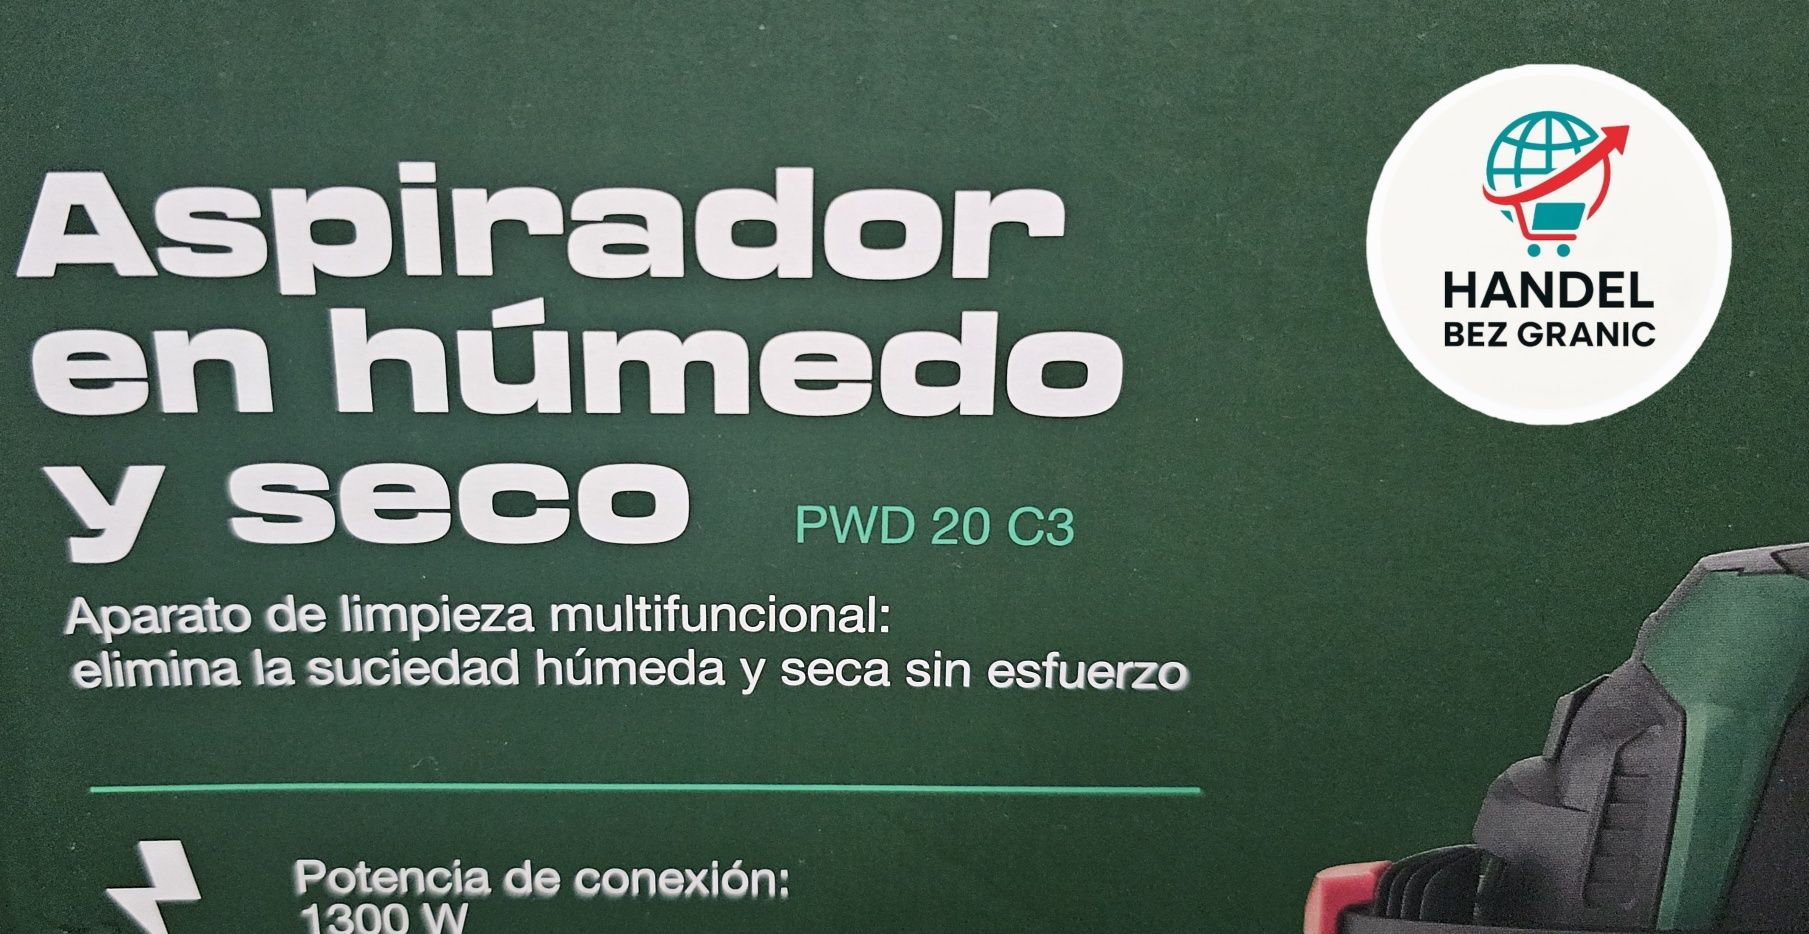 Aspirador
en húmedo
y seco PWD 20 C3
Aparato de limpieza multifuncional:
elimina la suciedad húmeda y seca sin esfuerzo
Potencia de conexión:
1300 W
HANDEL
BEZ GRANIC